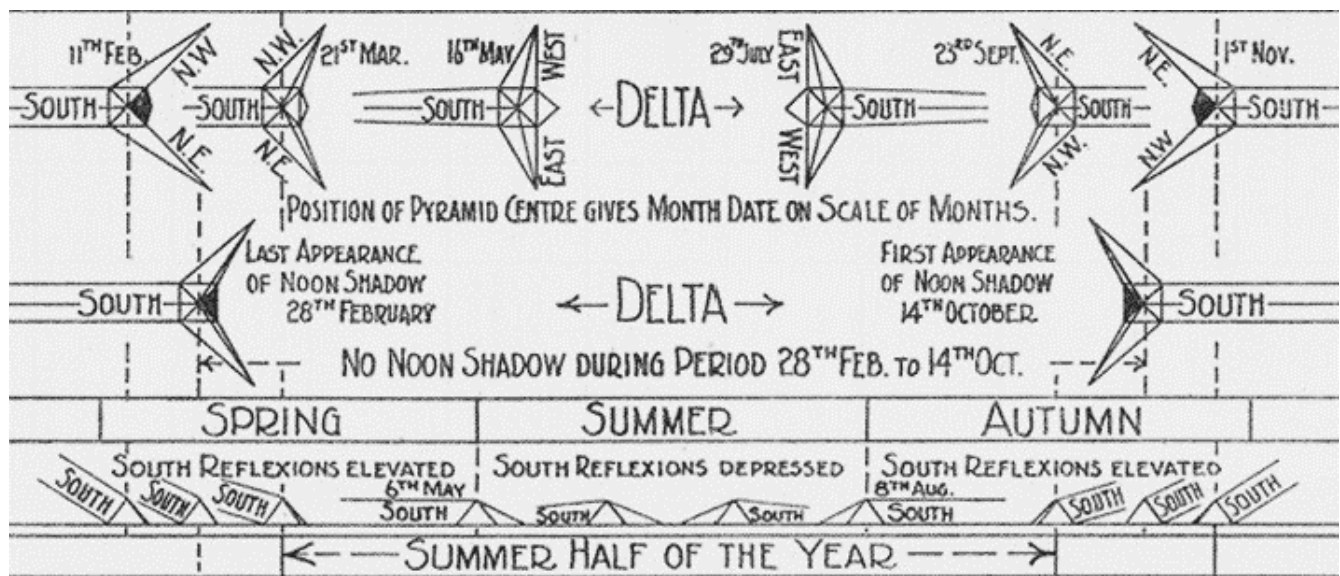 11TH FEB. N.W. N.W. 21ST MAR. 16TH MAY WEST 29TH JULY EAST 23RD SEPT. N.E. N.E. 1ST NOV.
SOUTH SOUTH SOUTH ← DELTA → SOUTH SOUTH SOUTH
N.E. N.E. EAST WEST N.W. N.W
POSITION OF PYRAMID CENTRE GIVES MONTH DATE ON SCALE OF MONTHS.
LAST APPEARANCE
OF NOON SHADOW
28TH FEBRUARY
FIRST APPEARANCE
OF NOON SHADOW
14TH OCTOBER
SOUTH ← DELTA → SOUTH
NO NOON SHADOW DURING PERIOD 28TH FEB. TO 14TH OCT.
SPRING SUMMER AUTUMN
SOUTH REFLEXIONS ELEVATED SOUTH REFLEXIONS DEPRESSED SOUTH REFLEXIONS ELEVATED
6TH MAY 8TH AUG.
SOUTH SOUTH SOUTH SOUTH SOUTH SOUTH SOUTH SOUTH SOUTH SOUTH
SUMMER HALF OF THE YEAR